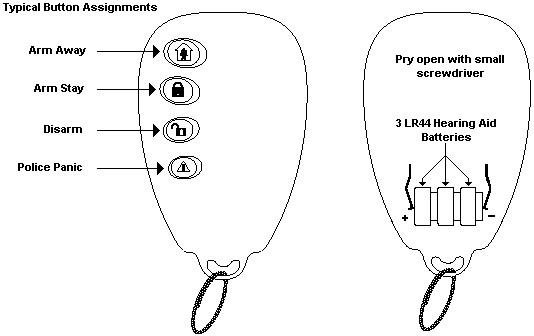 Typical Button Assignments
Arm Away
Arm Stay
Disarm
Police Panic
Pry open with small
screwdriver
3 LR44 Hearing Aid
Batteries
+ −